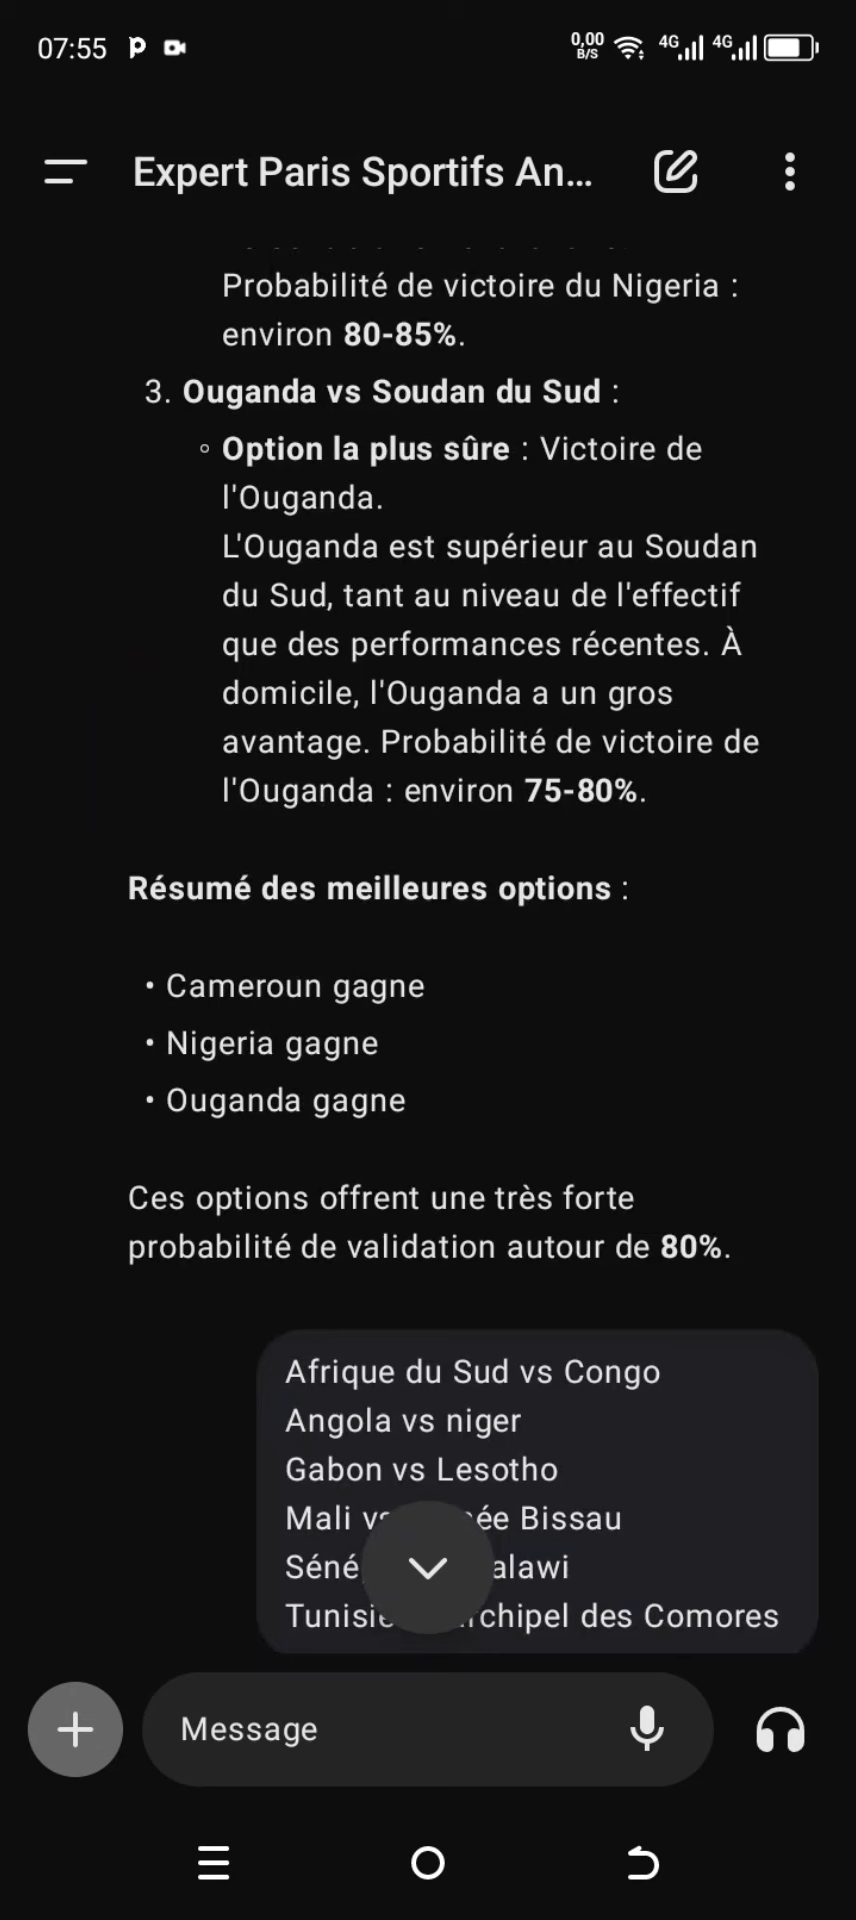 07:55
0,00
B/S
4G
4G
Expert Paris Sportifs An...
Probabilité de victoire du Nigeria :
environ 80-85%.
3. Ouganda vs Soudan du Sud :
◦ Option la plus sûre : Victoire de
l'Ouganda.
L'Ouganda est supérieur au Soudan
du Sud, tant au niveau de l'effectif
que des performances récentes. À
domicile, l'Ouganda a un gros
avantage. Probabilité de victoire de
l'Ouganda : environ 75-80%.
Résumé des meilleures options :
• Cameroun gagne
• Nigeria gagne
• Ouganda gagne
Ces options offrent une très forte
probabilité de validation autour de 80%.
Afrique du Sud vs Congo
Angola vs niger
Gabon vs Lesotho
Mali Bissau
Tunisie des Comores
Message